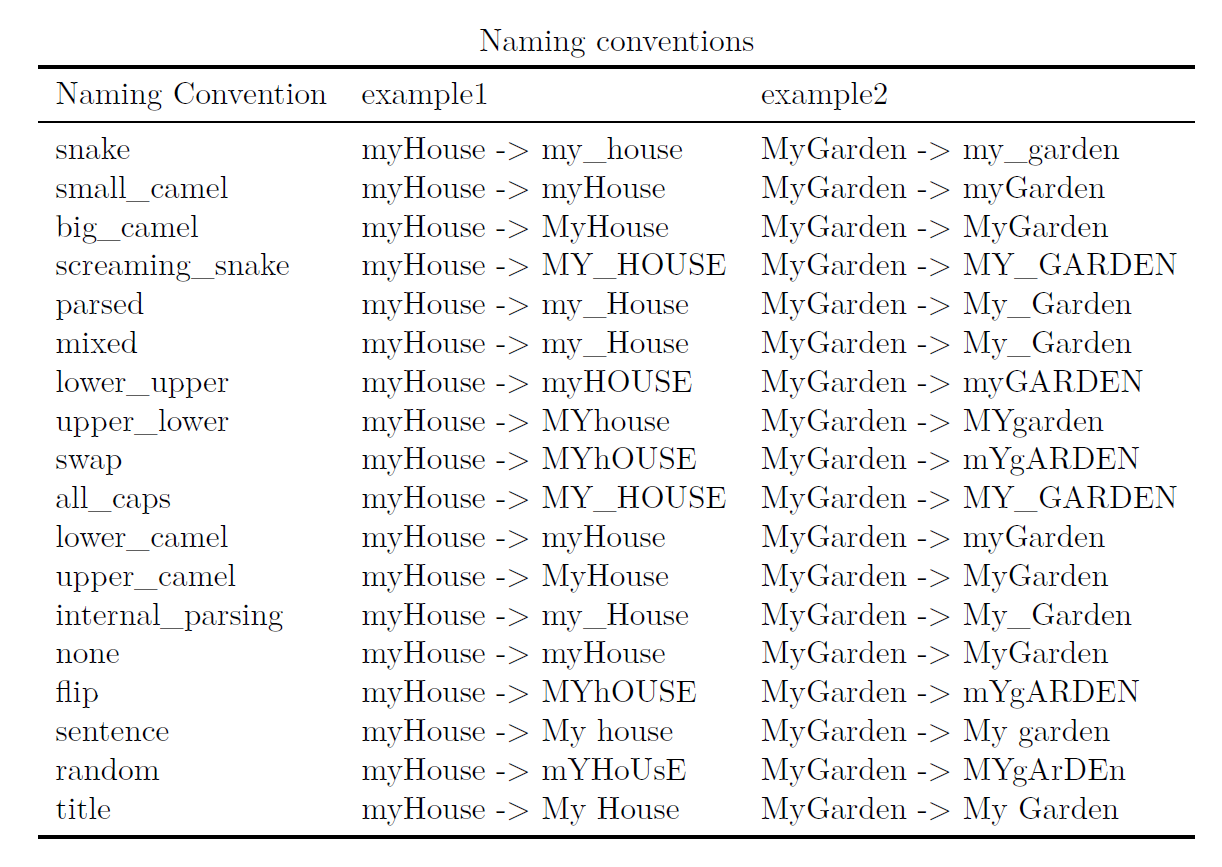 Naming conventions
Naming Convention example1 example2
snake myHouse -> my_house MyGarden -> my_garden
small_camel myHouse -> myHouse MyGarden -> myGarden
big_camel myHouse -> MyHouse MyGarden -> MyGarden
screaming_snake myHouse -> MY_HOUSE MyGarden -> MY_GARDEN
parsed myHouse -> my_House MyGarden -> My_Garden
mixed myHouse -> my_House MyGarden -> My_Garden
lower_upper myHouse -> myHOUSE MyGarden -> myGARDEN
upper_lower myHouse -> MYhouse MyGarden -> MYgarden
swap myHouse -> MYhOUSE MyGarden -> mYgARDEN
all_caps myHouse -> MY_HOUSE MyGarden -> MY_GARDEN
lower_camel myHouse -> myHouse MyGarden -> myGarden
upper_camel myHouse -> MyHouse MyGarden -> MyGarden
internal_parsing myHouse -> my_House MyGarden -> My_Garden
none myHouse -> myHouse MyGarden -> MyGarden
flip myHouse -> MYhOUSE MyGarden -> mYgARDEN
sentence myHouse -> My house MyGarden -> My garden
random myHouse -> mYHoUsE MyGarden -> MYgArDEn
title myHouse -> My House MyGarden -> My Garden